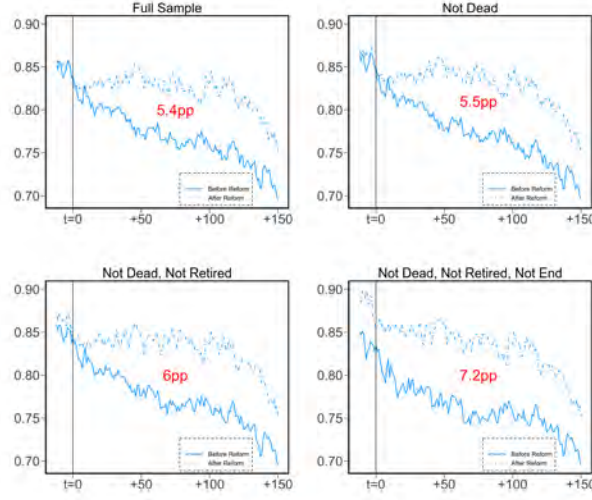 Full Sample
0.90
0.85
0.80
0.75
0.70
5.4pp
Before Reform
After Reform
t=0 +50 +100 +150
Not Dead
0.90
0.85
0.80
0.75
0.70
5.5pp
Before Reform
After Reform
t=0 +50 +100 +150
Not Dead, Not Retired
0.90
0.85
0.80
0.75
0.70
6pp
Before Reform
After Reform
t=0 +50 +100 +150
Not Dead, Not Retired, Not End
0.90
0.85
0.80
0.75
0.70
7.2pp
Before Reform
After Reform
t=0 +50 +100 +150